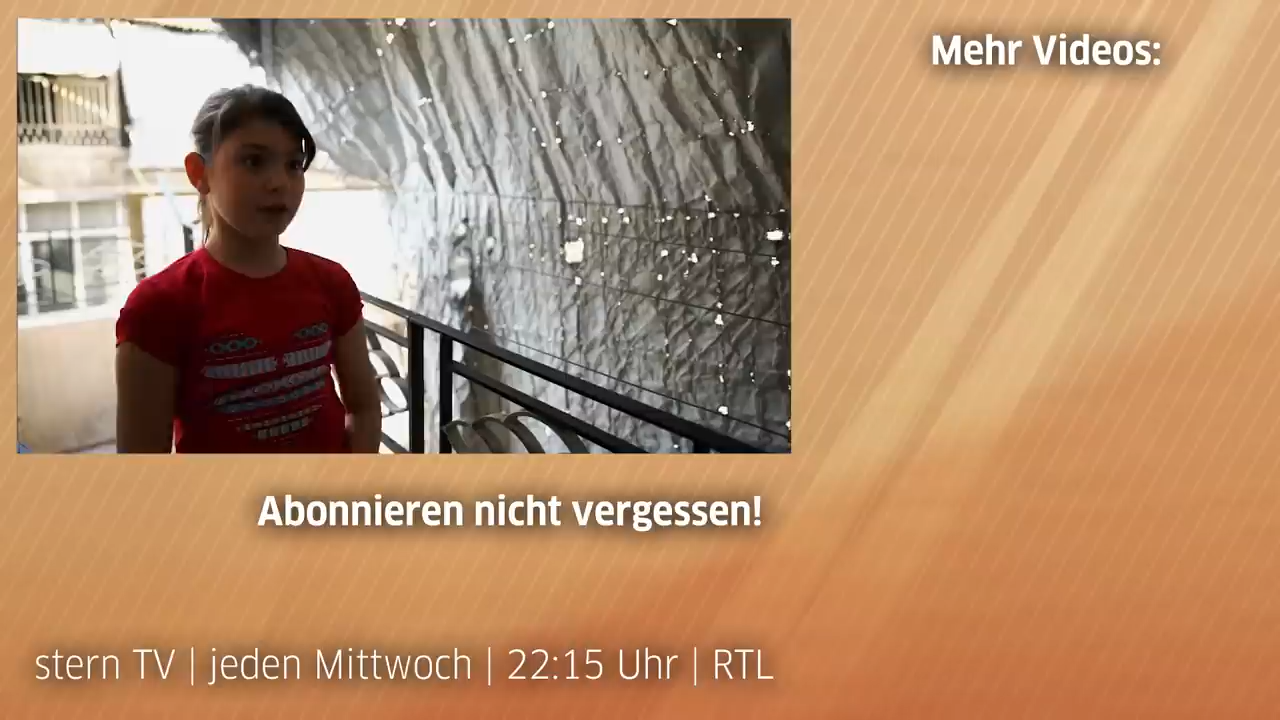 Mehr Videos:
Abonnieren nicht vergessen!
stern TV | jeden Mittwoch | 22:15 Uhr | RTL